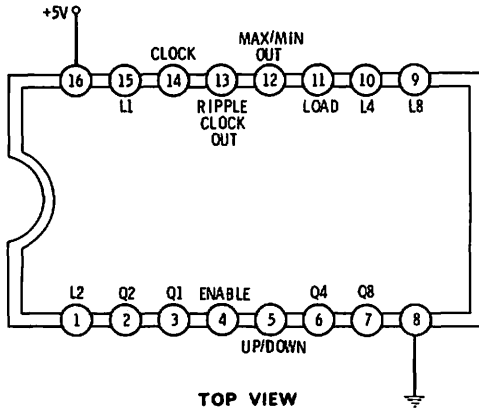 +5V
CLOCK
MAX/MIN
OUT
16 15 14 13 12 11 10 9
L1
RIPPLE
CLOCK
OUT
LOAD
L4
L8
L2 Q2 Q1 ENABLE Q4 Q8
1 2 3 4 5 6 7 8
UP/DOWN
TOP VIEW